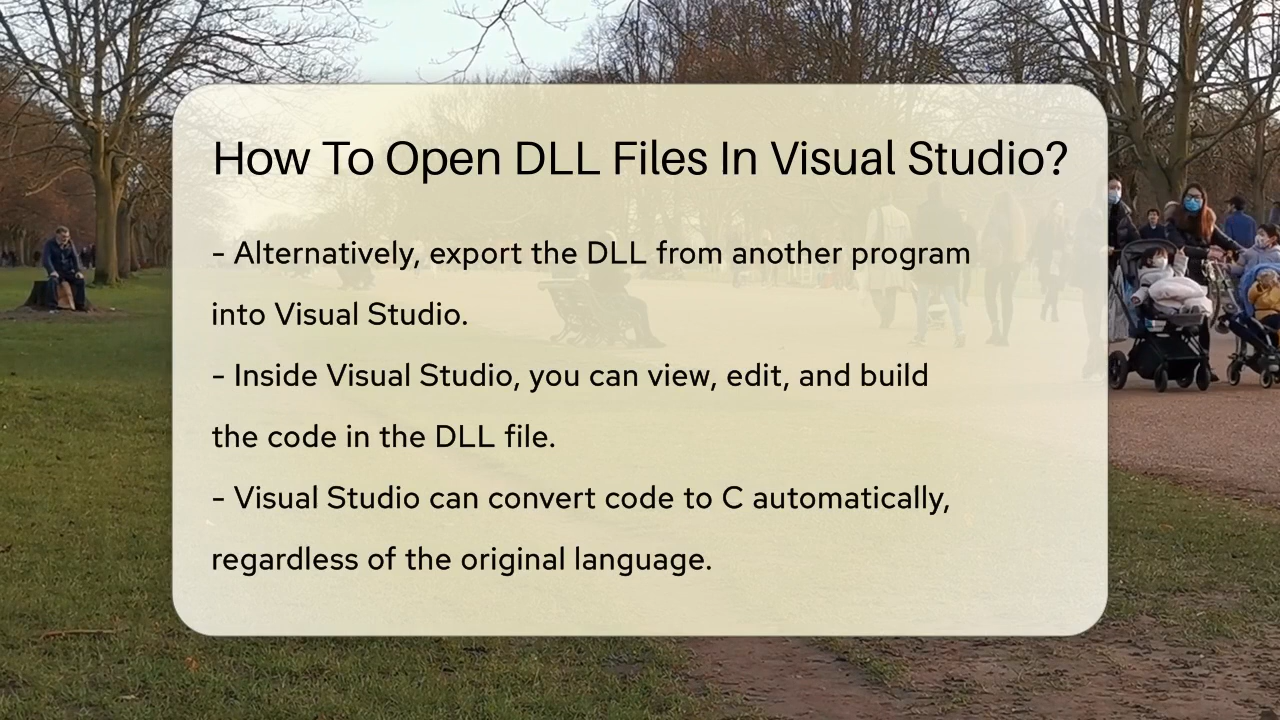 How To Open DLL Files In Visual Studio?
- Alternatively, export the DLL from another program
into Visual Studio.
- Inside Visual Studio, you can view, edit, and build
the code in the DLL file.
- Visual Studio can convert code to C automatically,
regardless of the original language.